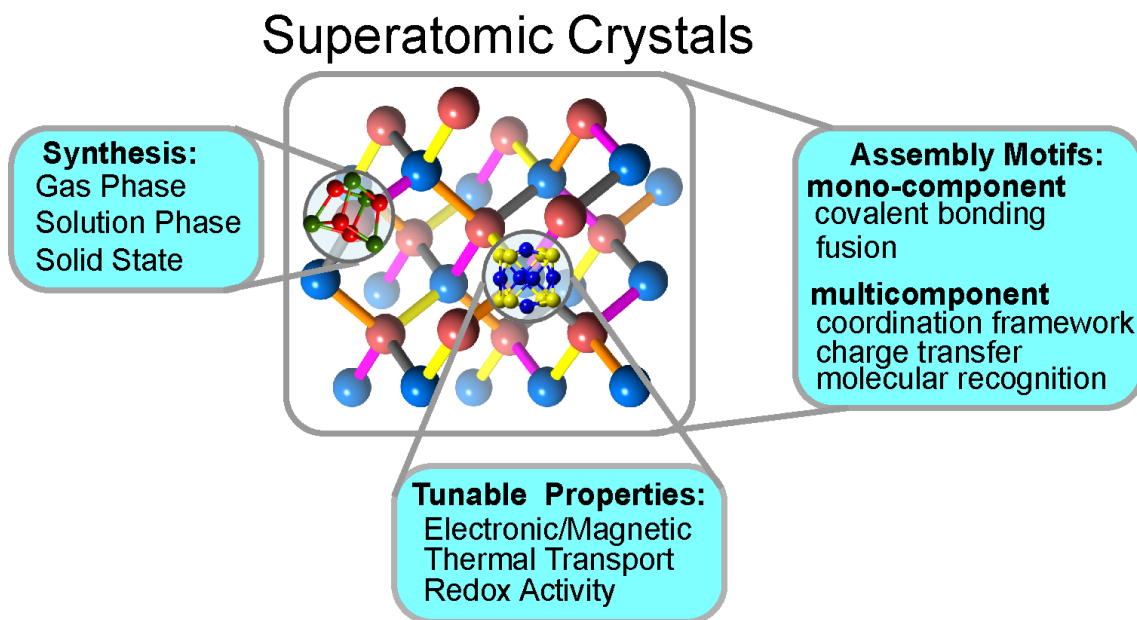 Superatomic Crystals
Synthesis:
Gas Phase
Solution Phase
Solid State
Assembly Motifs:
mono-component
covalent bonding
fusion
multicomponent
coordination framework
charge transfer
molecular recognition
Tunable Properties:
Electronic/Magnetic
Thermal Transport
Redox Activity